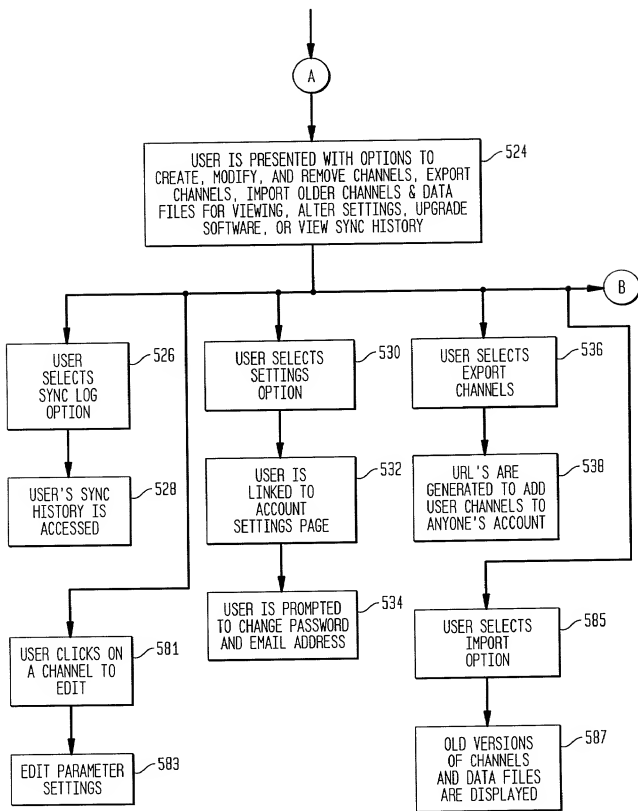 A
524
USER IS PRESENTED WITH OPTIONS TO
CREATE, MODIFY, AND REMOVE CHANNELS, EXPORT
CHANNELS, IMPORT OLDER CHANNELS & DATA
FILES FOR VIEWING, ALTER SETTINGS, UPGRADE
SOFTWARE, OR VIEW SYNC HISTORY
B
526
USER
SELECTS
SYNC LOG
OPTION
530
USER SELECTS
SETTINGS
OPTION
536
USER SELECTS
EXPORT
CHANNELS
528
USER'S SYNC
HISTORY IS
ACCESSED
532
USER IS
LINKED TO
ACCOUNT
SETTINGS PAGE
538
URL'S ARE
GENERATED TO ADD
USER CHANNELS TO
ANYONE'S ACCOUNT
534
USER IS PROMPTED
TO CHANGE PASSWORD
AND EMAIL ADDRESS
581
USER CLICKS ON
A CHANNEL TO
EDIT
585
USER SELECTS
IMPORT
OPTION
583
EDIT PARAMETER
SETTINGS
587
OLD VERSIONS
OF CHANNELS
AND DATA FILES
ARE DISPLAYED